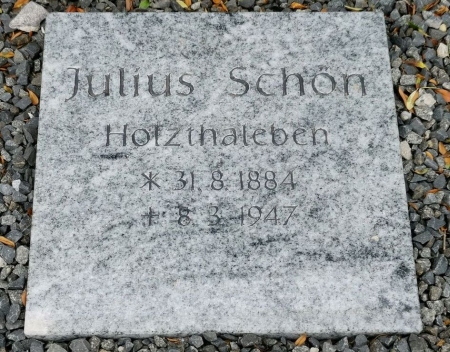 Julius Schön
Holzthaleben
* 31. 8. 1884
† 8. 3. 1947